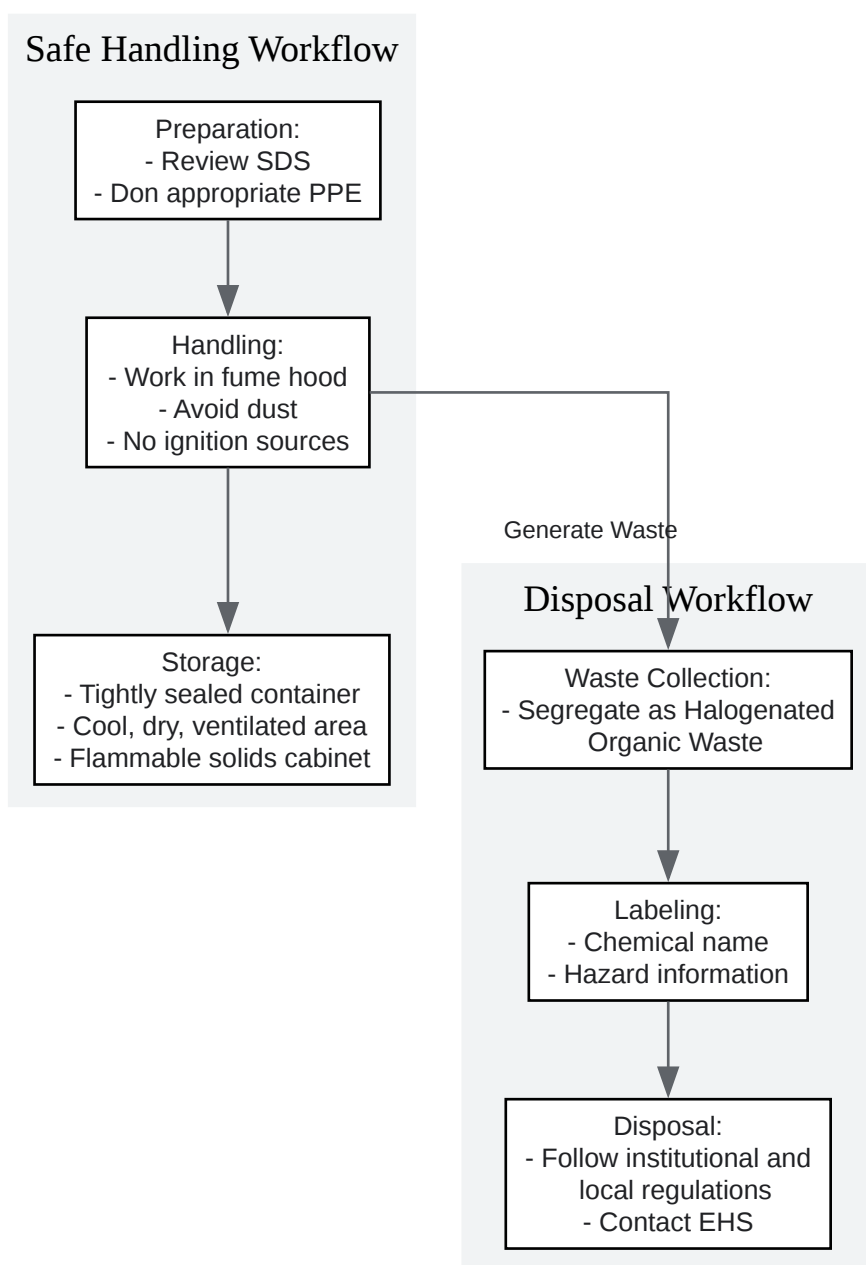 Safe Handling Workflow
Preparation:
- Review SDS
- Don appropriate PPE
Handling:
- Work in fume hood
- Avoid dust
- No ignition sources
Storage:
- Tightly sealed container
- Cool, dry, ventilated area
- Flammable solids cabinet
Generate Waste
Disposal Workflow
Waste Collection:
- Segregate as Halogenated
Organic Waste
Labeling:
- Chemical name
- Hazard information
Disposal:
- Follow institutional and
local regulations
- Contact EHS